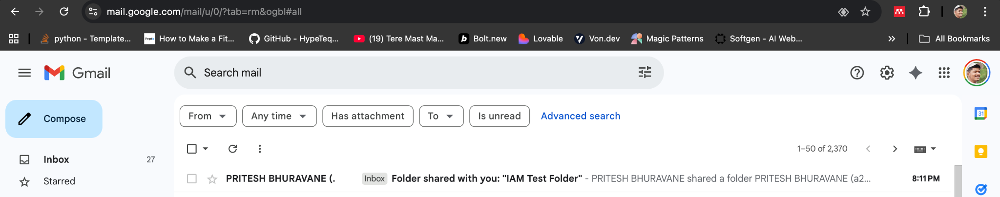 mail.google.com/mail/u/0/?tab=rm&ogbl#all
python - Template... How to Make a Fit... GitHub - HypeTeq... (19) Tere Mast Ma... Bolt.new Lovable Von.dev Magic Patterns Softgen - AI Web... » All Bookmarks
Gmail Search mail
Compose From Any time Has attachment To Is unread Advanced search
31
1–50 of 2,370
Inbox 27
PRITESH BHURAVANE (. Inbox Folder shared with you: "IAM Test Folder" - PRITESH BHURAVANE shared a folder PRITESH BHURAVANE (a2... 8:11 PM
Starred